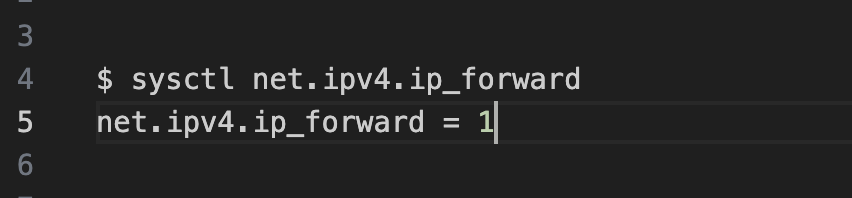 3
4 $ sysctl net.ipv4.ip_forward
5 net.ipv4.ip_forward = 1
6